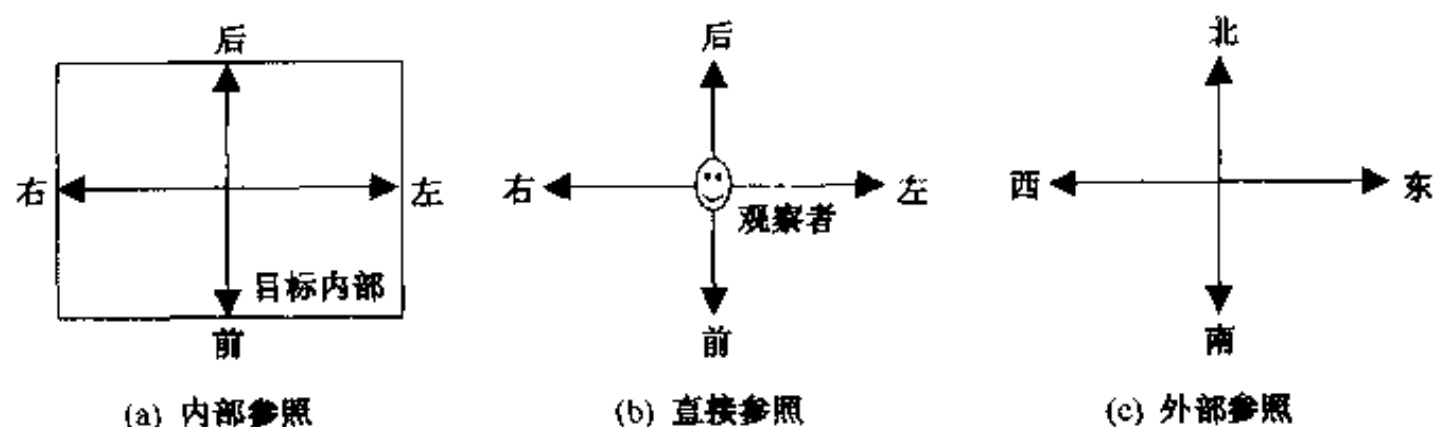 后
右
左
目标内部
前
(a) 内部参照
后
右
左
观察者
前
(b) 直接参照
北
西
东
南
(c) 外部参照